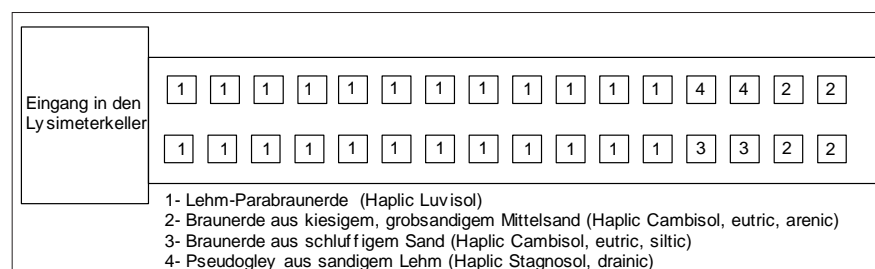 Eingang in den
Lysimeterkeller
1 1 1 1 1 1 1 1 1 1 1 1 4 4 2 2
1 1 1 1 1 1 1 1 1 1 1 1 3 3 2 2
1- Lehm-Parabraunerde (Haplic Luvisol)
2- Braunerde aus kiesigem, grobsandigem Mittelsand (Haplic Cambisol, eutric, arenic)
3- Braunerde aus schluffigem Sand (Haplic Cambisol, eutric, siltic)
4- Pseudogley aus sandigem Lehm (Haplic Stagnosol, drainic)